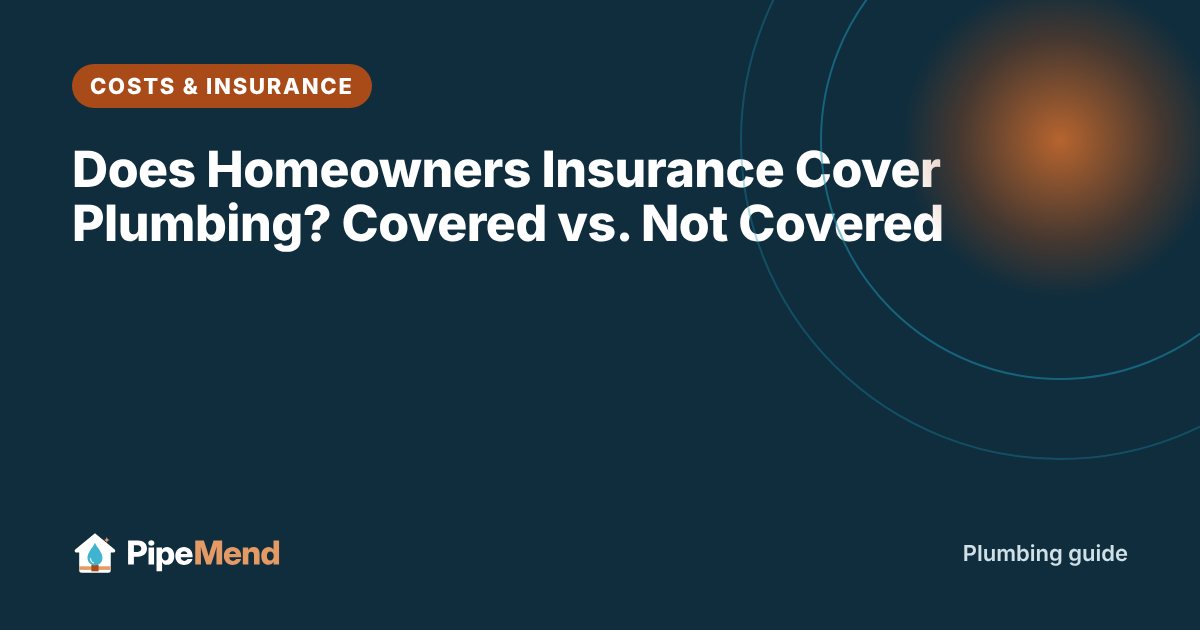 COSTS & INSURANCE
Does Homeowners Insurance Cover
Plumbing? Covered vs. Not Covered
PipeMend
Plumbing guide